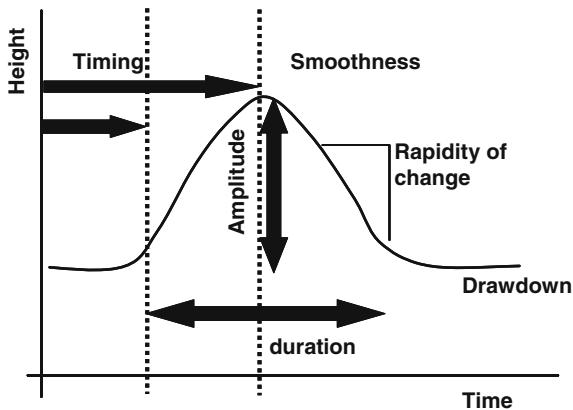 Height
Timing
Smoothness
Amplitude
Rapidity of
change
Drawdown
duration
Time